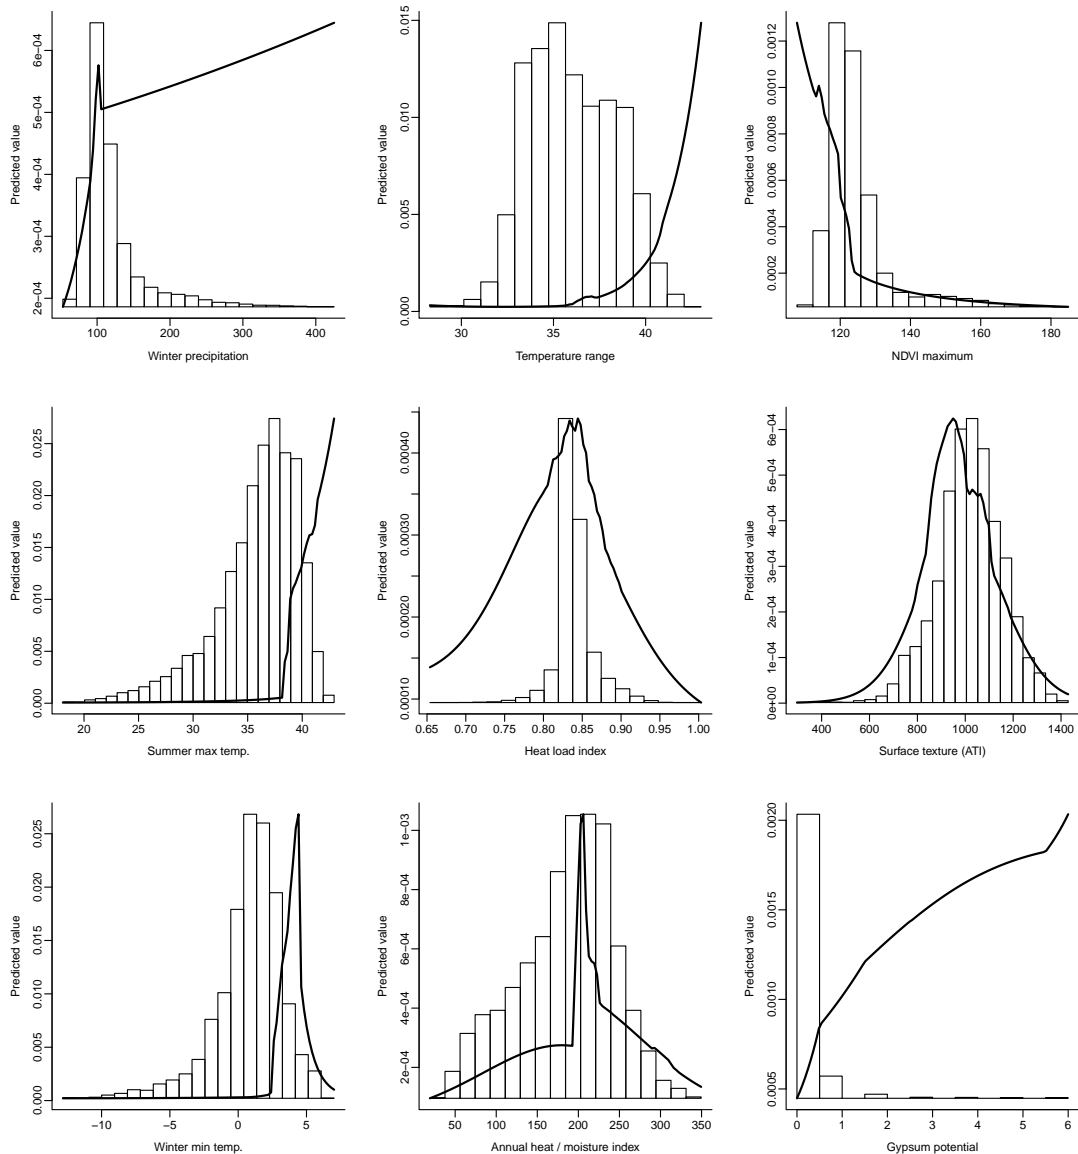 Predicted value
2e−04 3e−04 4e−04 5e−04 6e−04
100 200 300 400
Winter precipitation
Predicted value
0.000 0.005 0.010 0.015
30 35 40
Temperature range
Predicted value
0.0002 0.0004 0.0006 0.0008 0.0010 0.0012
120 140 160 180
NDVI maximum
Predicted value
0.000 0.005 0.010 0.015 0.020 0.025
20 25 30 35 40
Summer max temp.
Predicted value
0.00010 0.00020 0.00030 0.00040
0.65 0.70 0.75 0.80 0.85 0.90 0.95 1.00
Heat load index
Predicted value
0e+00 1e−04 2e−04 3e−04 4e−04 5e−04 6e−04
400 600 800 1000 1200 1400
Surface texture (ATI)
Predicted value
0.000 0.005 0.010 0.015 0.020 0.025
−10 −5 0 5
Winter min temp.
Predicted value
2e−04 4e−04 6e−04 8e−04 1e−03
50 100 150 200 250 300 350
Annual heat / moisture index
Predicted value
0.0005 0.0010 0.0015 0.0020
0 1 2 3 4 5 6
Gypsum potential